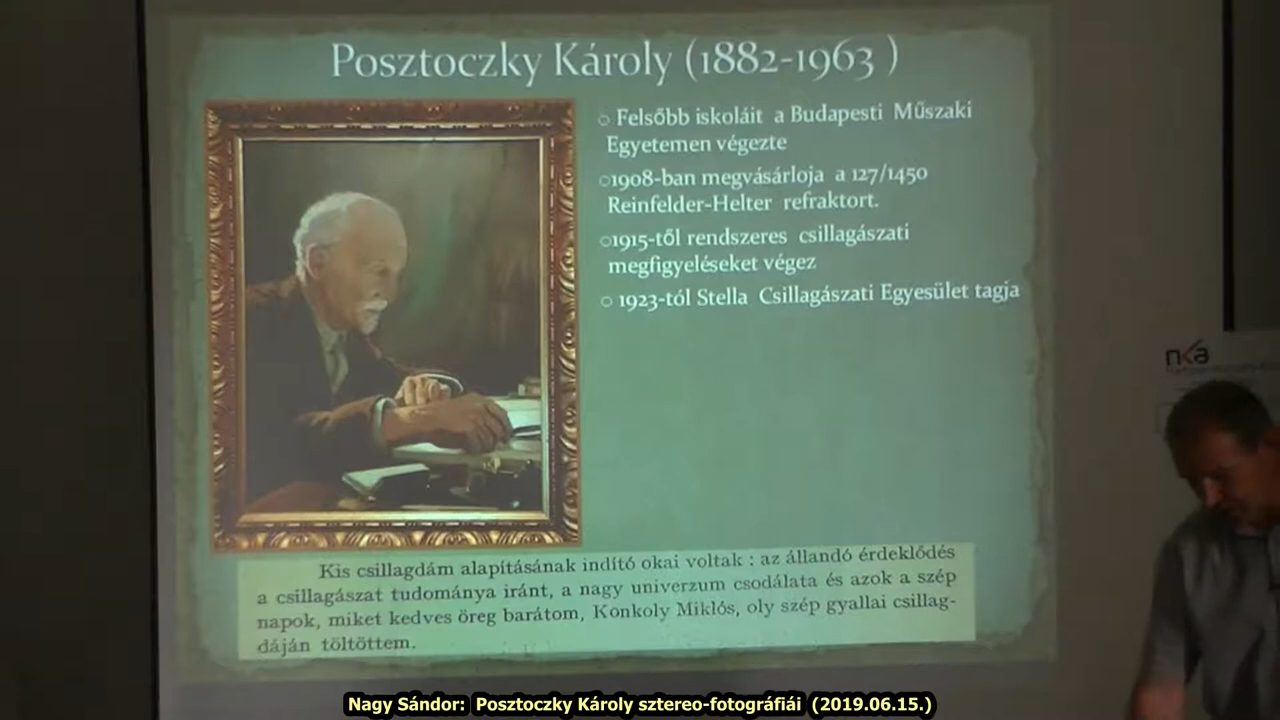 Posztoczky Károly (1882-1963 )
Felsőbb iskoláit a Budapesti Műszaki
Egyetemen végezte
1908-ban megvásárloja a 127/1450
Reinfelder-Helter refraktort.
1915-től rendszeres csillagászati
megfigyeléseket végez
1923-tól Stella Csillagászati Egyesület tagja
Kis csillagdám alapításának indító okai voltak : az állandó érdeklődés
a csillagászat tudománya iránt, a nagy univerzum csodálata és azok a szép
napok, miket kedves öreg barátom, Konkoly Miklós, oly szép gyallai csillag-
dáján töltöttem.
nka
Nagy Sándor: Posztoczky Károly sztereo-fotográfiái (2019.06.15.)